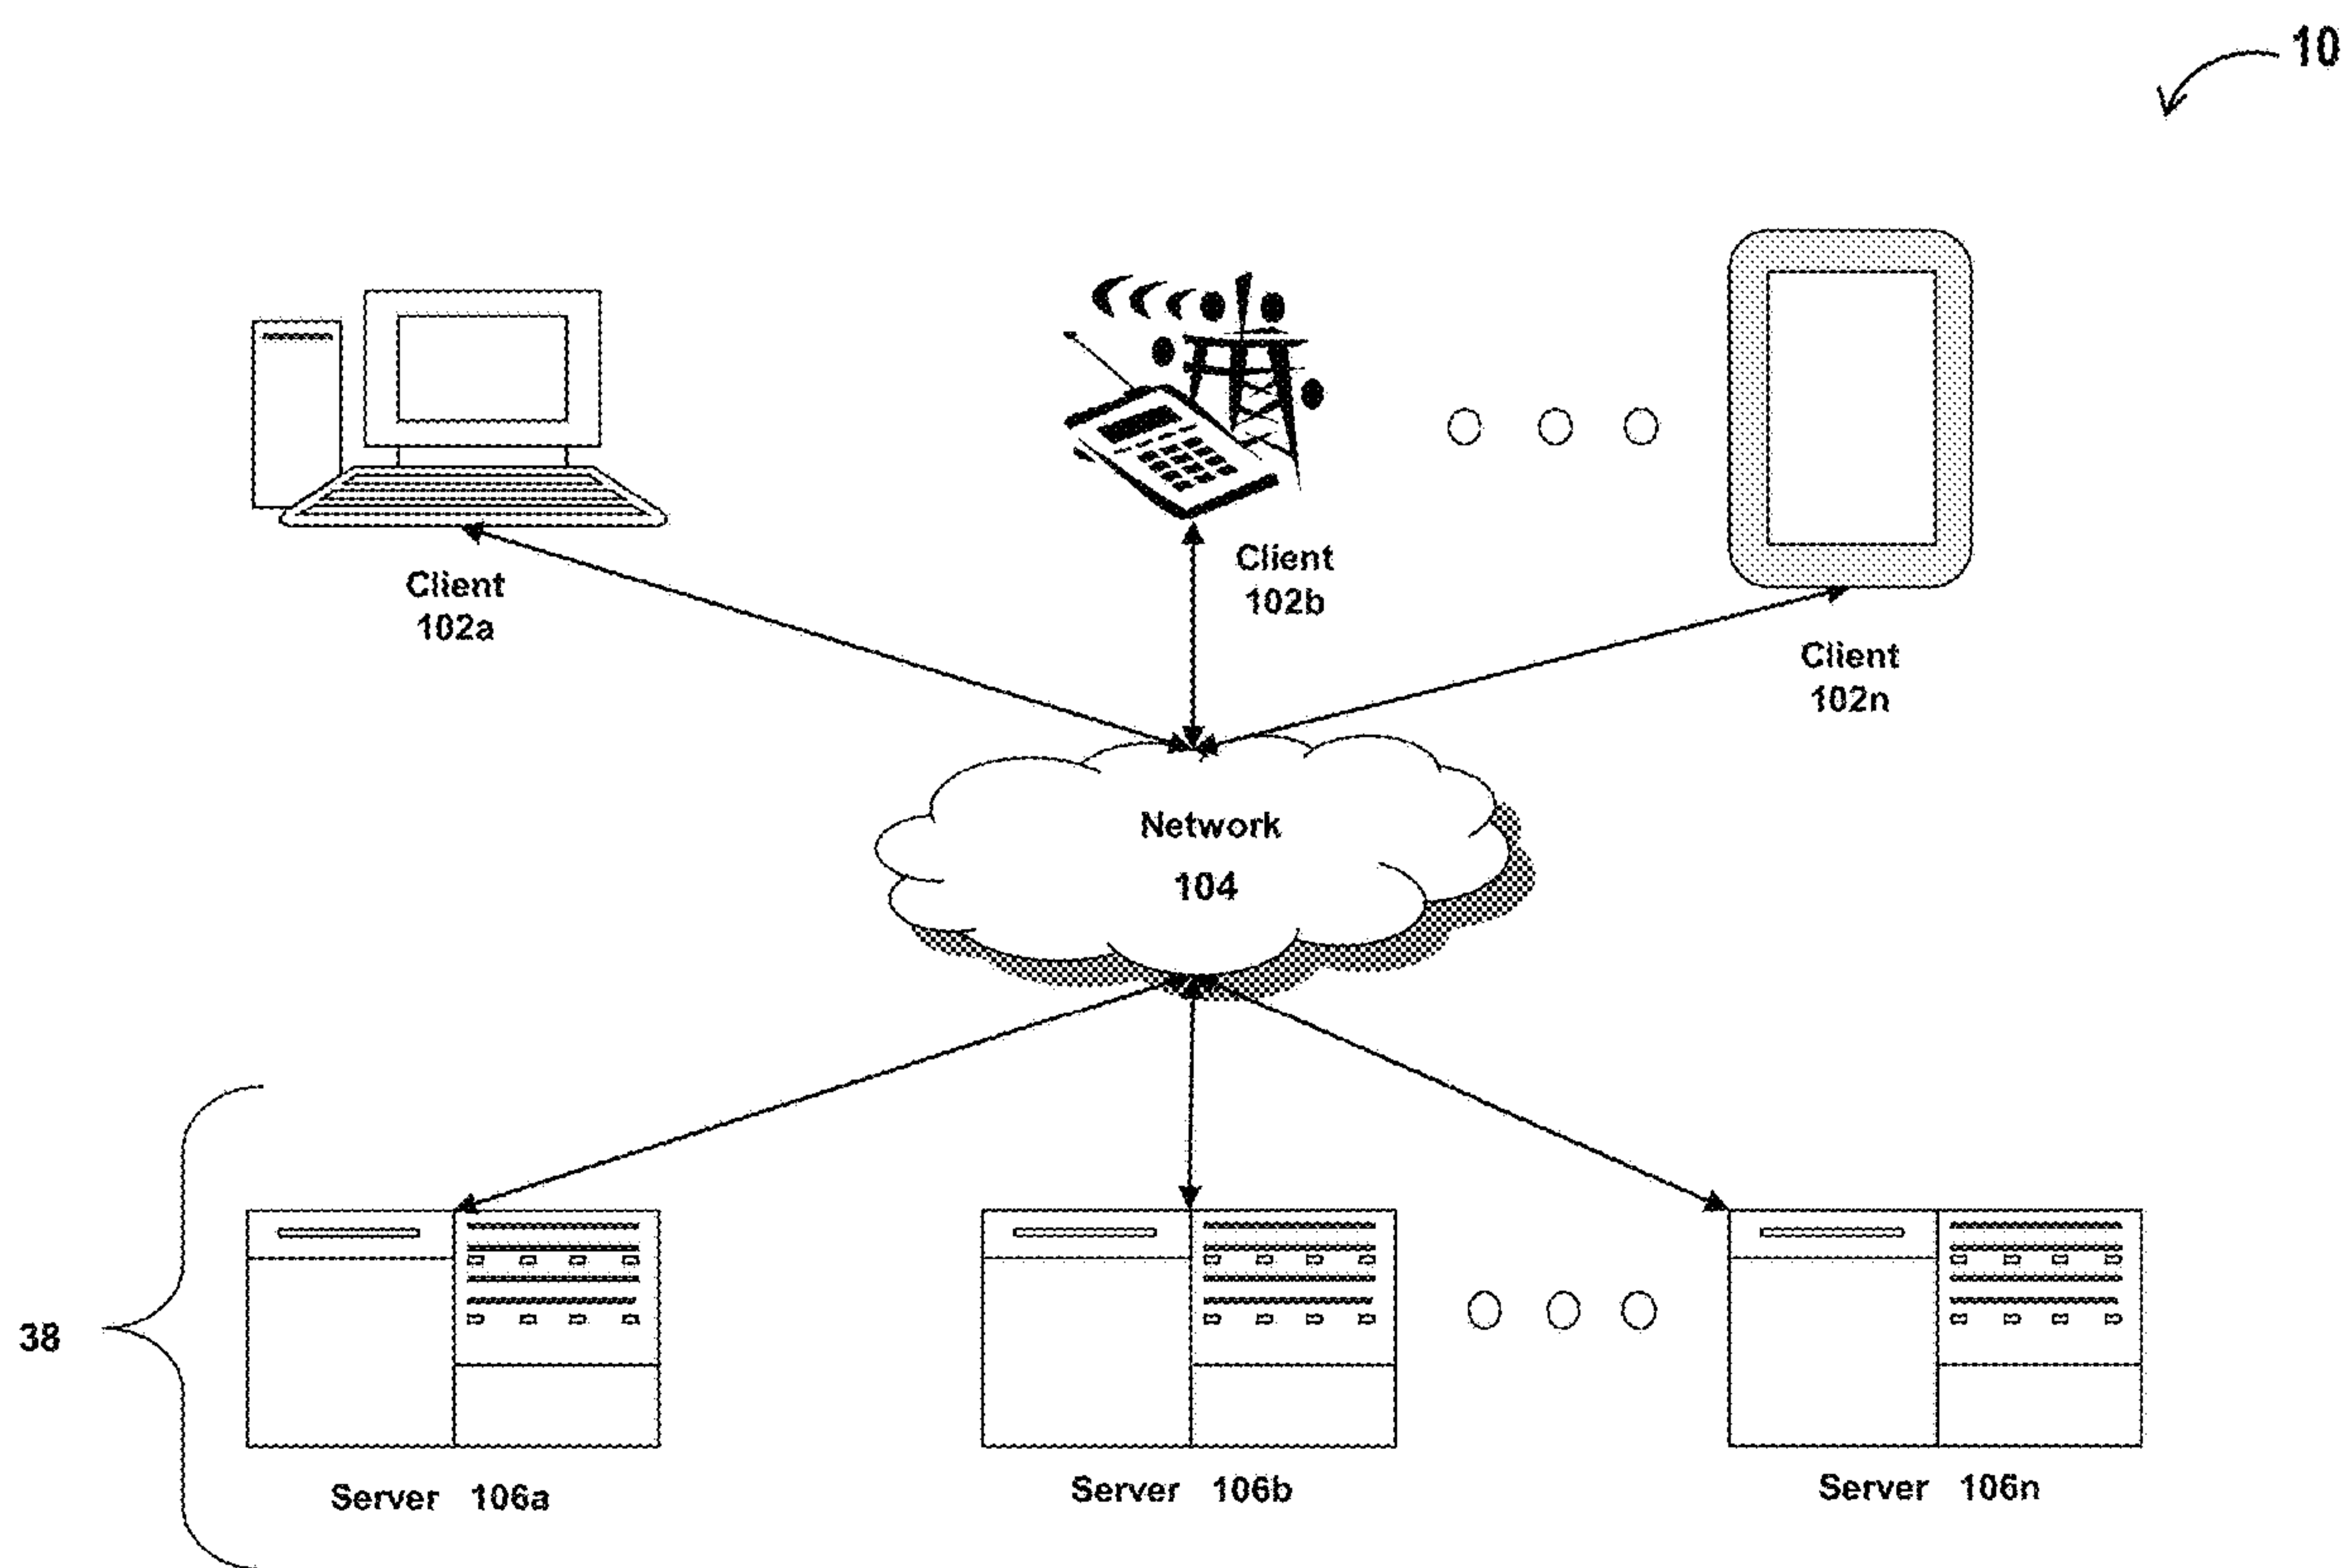 10
Client
102a
Client
102b
Client
102n
Network
104
38
Server 106a
Server 106b
Server 106n